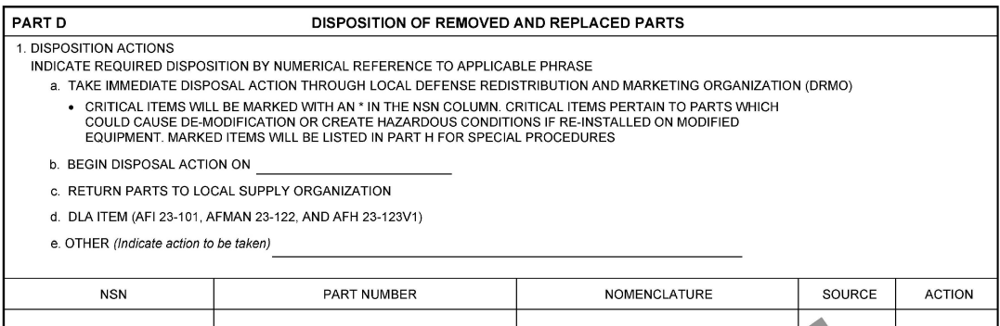 PART D DISPOSITION OF REMOVED AND REPLACED PARTS
1. DISPOSITION ACTIONS
INDICATE REQUIRED DISPOSITION BY NUMERICAL REFERENCE TO APPLICABLE PHRASE
a. TAKE IMMEDIATE DISPOSAL ACTION THROUGH LOCAL DEFENSE REDISTRIBUTION AND MARKETING ORGANIZATION (DRMO)
• CRITICAL ITEMS WILL BE MARKED WITH AN * IN THE NSN COLUMN. CRITICAL ITEMS PERTAIN TO PARTS WHICH
COULD CAUSE DE-MODIFICATION OR CREATE HAZARDOUS CONDITIONS IF RE-INSTALLED ON MODIFIED
EQUIPMENT. MARKED ITEMS WILL BE LISTED IN PART H FOR SPECIAL PROCEDURES
b. BEGIN DISPOSAL ACTION ON
c. RETURN PARTS TO LOCAL SUPPLY ORGANIZATION
d. DLA ITEM (AFI 23-101, AFMAN 23-122, AND AFH 23-123V1)
e. OTHER (Indicate action to be taken)
NSN PART NUMBER NOMENCLATURE SOURCE ACTION